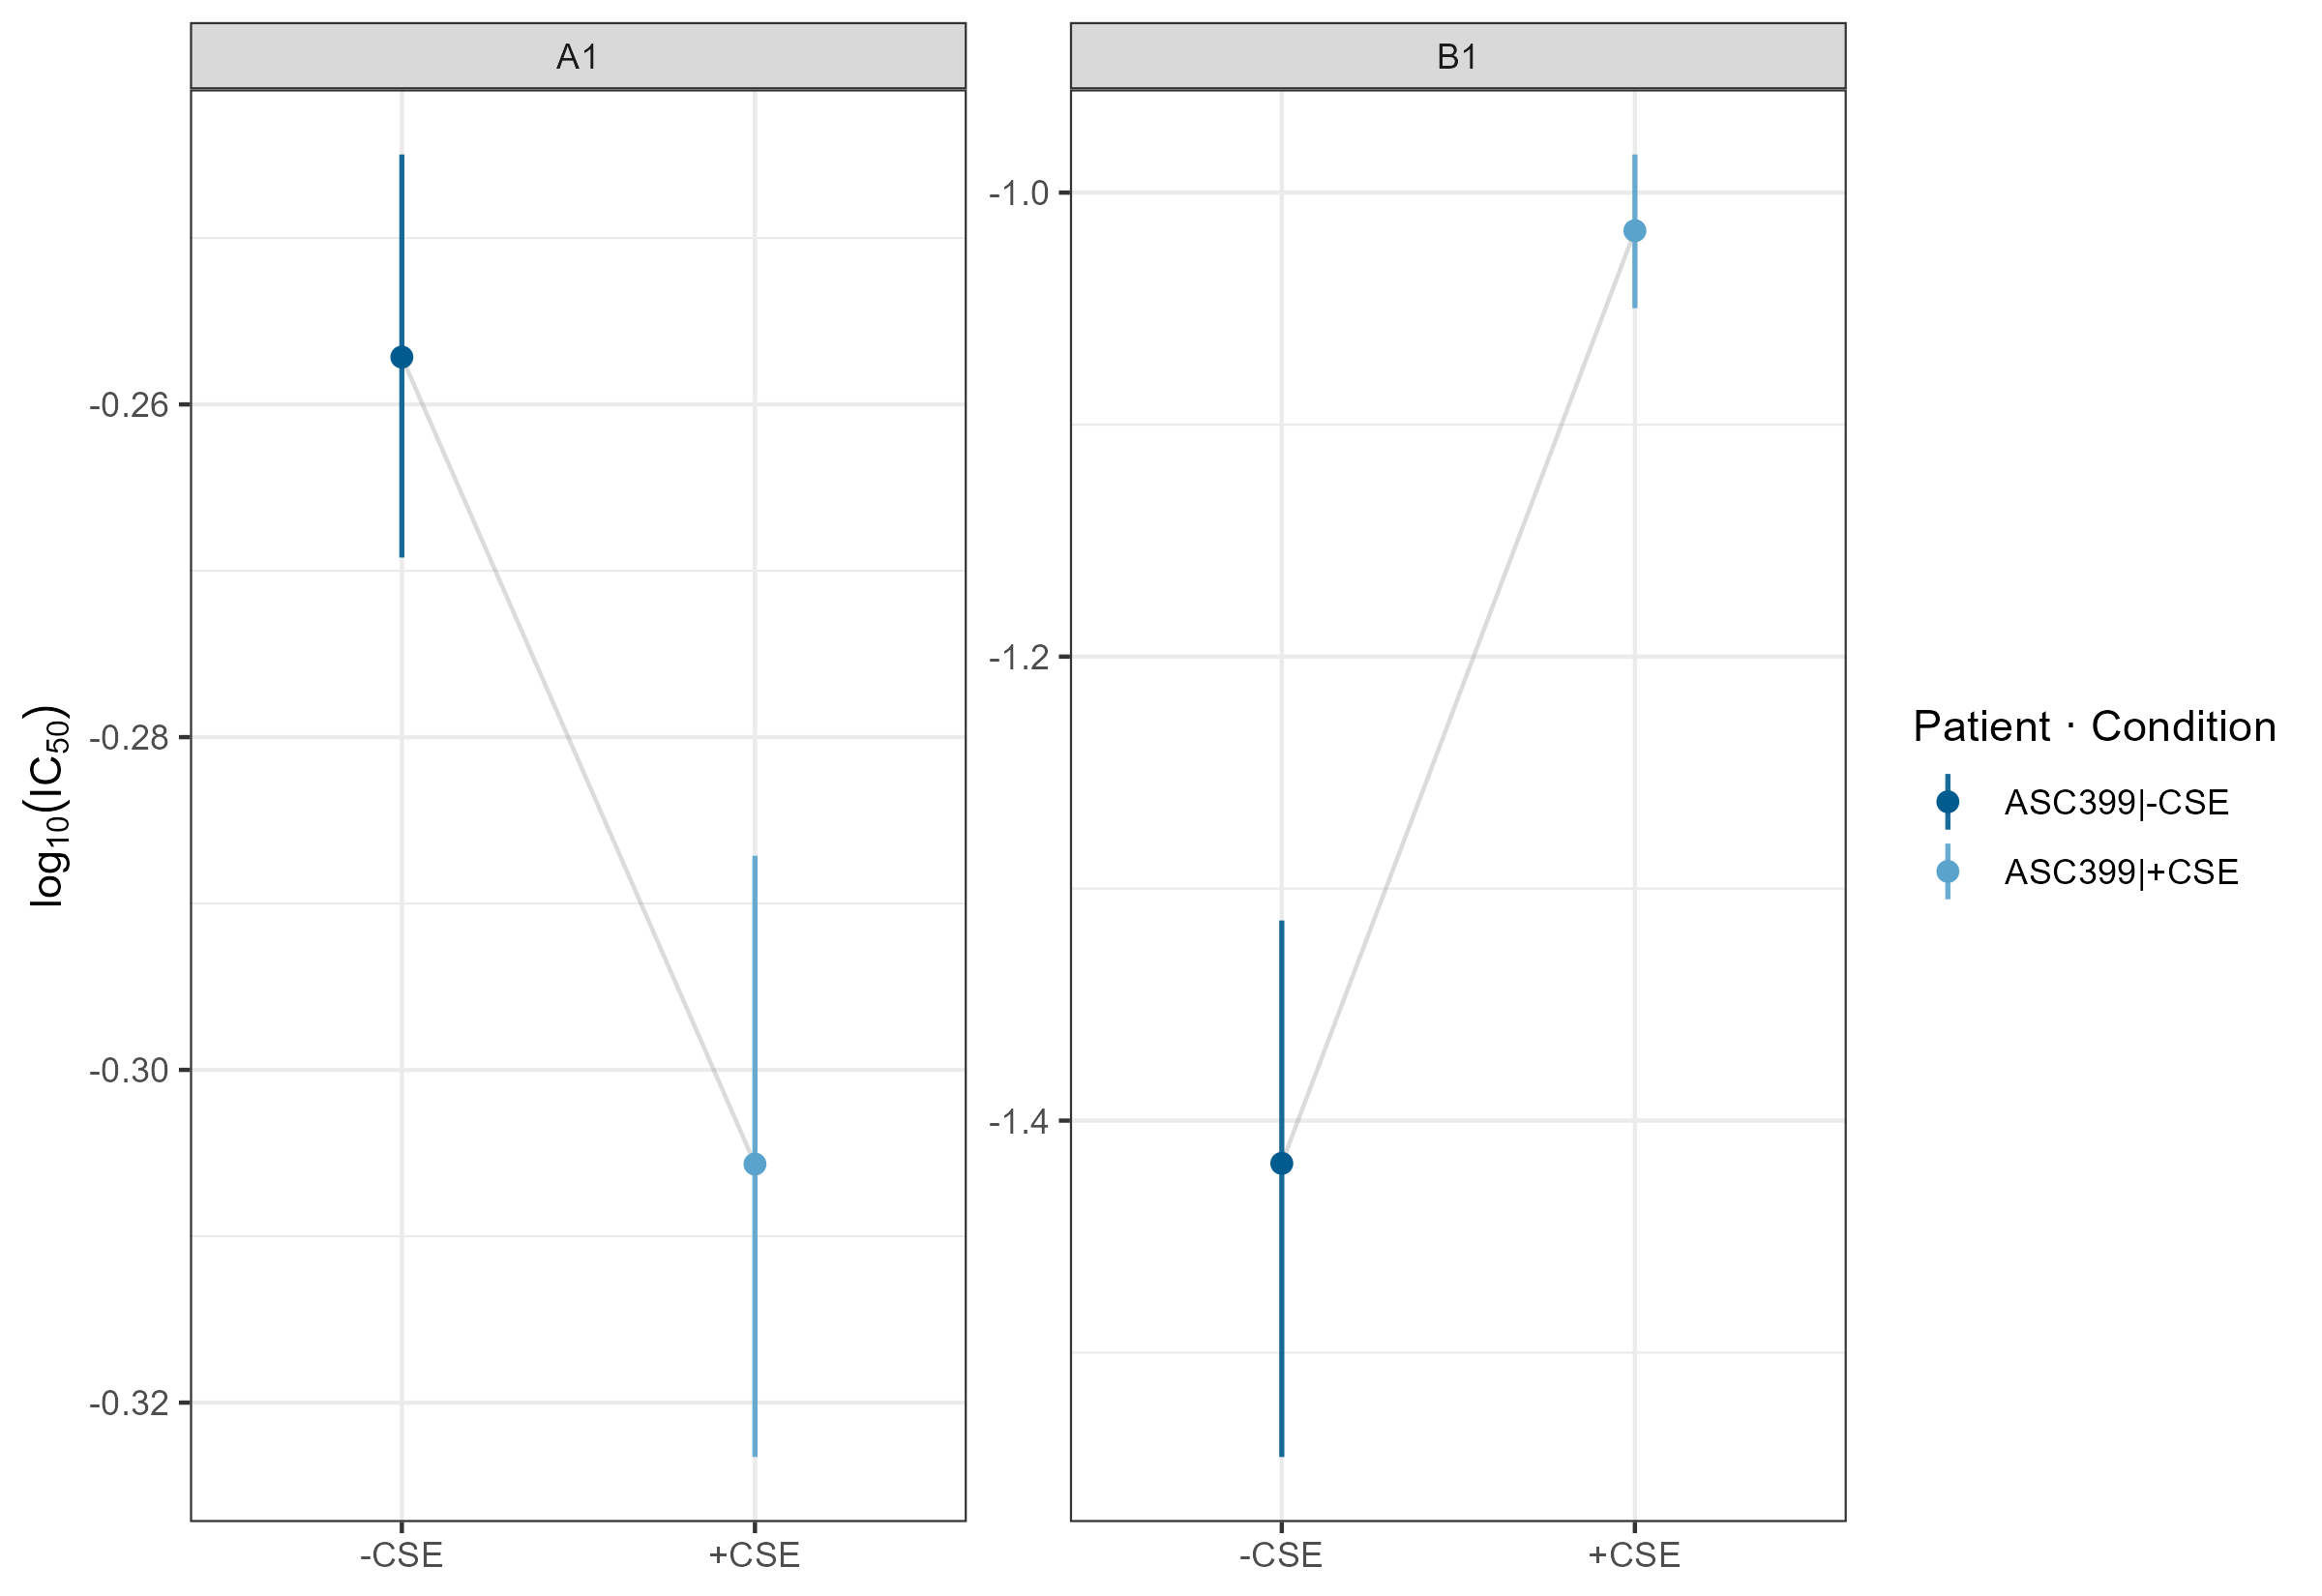 A1
B1
log10(IC50)
-0.26
-0.28
-0.30
-0.32
-1.0
-1.2
-1.4
-CSE
+CSE
-CSE
+CSE
Patient · Condition
ASC399|-CSE
ASC399|+CSE